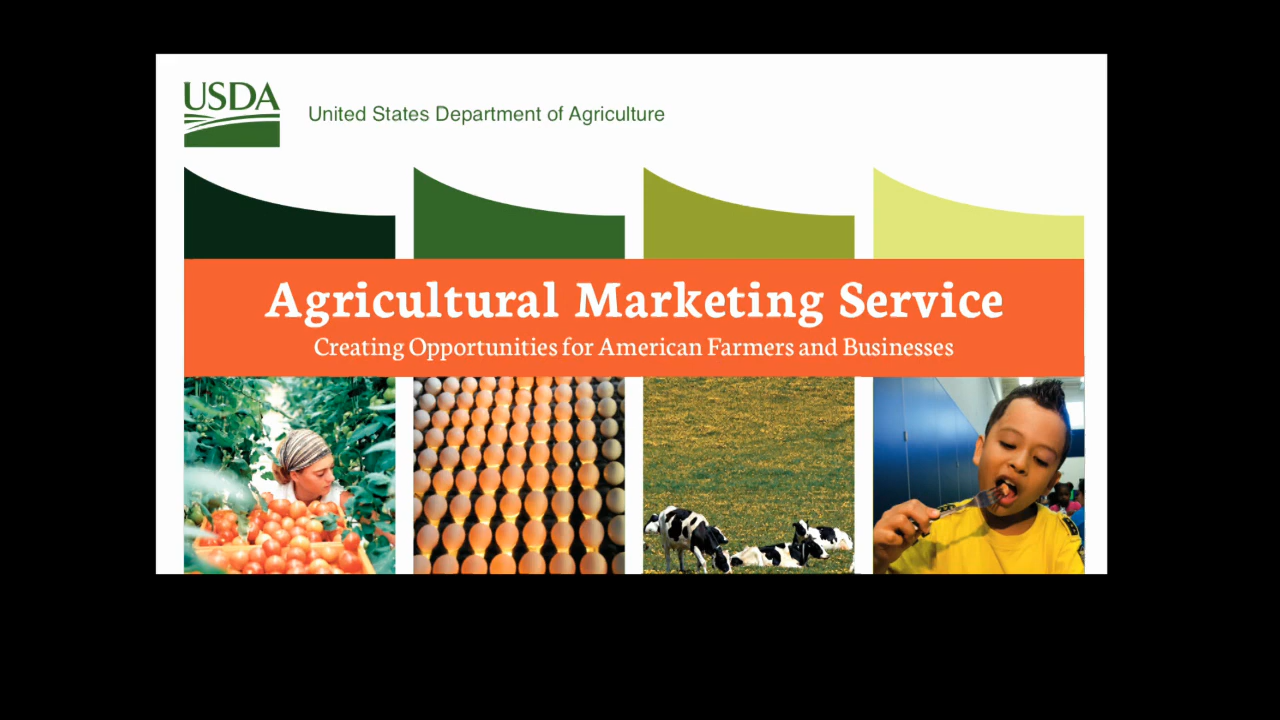 USDA
United States Department of Agriculture
Agricultural Marketing Service
Creating Opportunities for American Farmers and Businesses